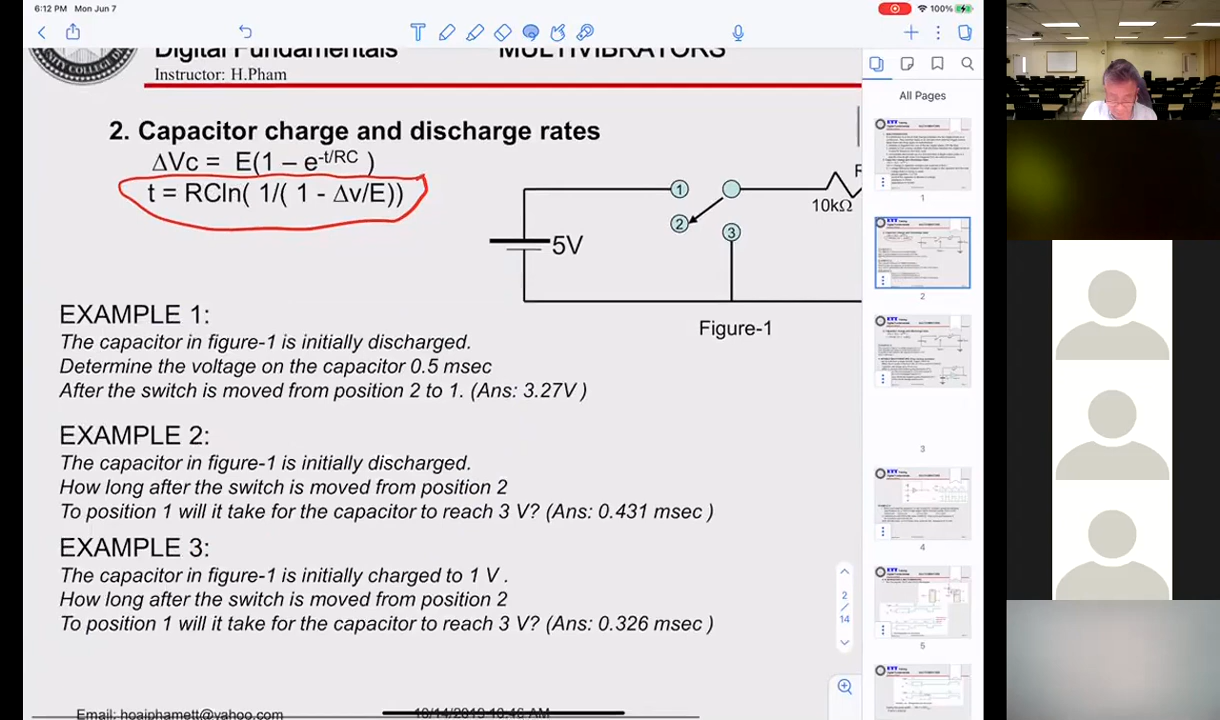 6:12 PM Mon Jun 7
100%
Digital Fundamentals
MULTIVIBRATORS
Instructor: H.Pham
All Pages
2. Capacitor charge and discharge rates
ΔVc = E(1 – e-t/RC )
t = RCln( 1/( 1 - Δv/E))
1
2
3
5V
R
10kΩ
Figure-1
EXAMPLE 1:
The capacitor in figure-1 is initially discharged.
Determine the voltage on the capacitor 0.5 msec
After the switch is moved from position 2 to 1. (Ans: 3.27V )
EXAMPLE 2:
The capacitor in figure-1 is initially discharged.
How long after the switch is moved from position 2
To position 1 will it take for the capacitor to reach 3 V? (Ans: 0.431 msec )
EXAMPLE 3:
The capacitor in figure-1 is initially charged to 1 V .
How long after the switch is moved from position 2
To position 1 will it take for the capacitor to reach 3 V? (Ans: 0.326 msec )
Email: hoaiphamett@yahoo.com
2
/
14
1
2
3
4
5